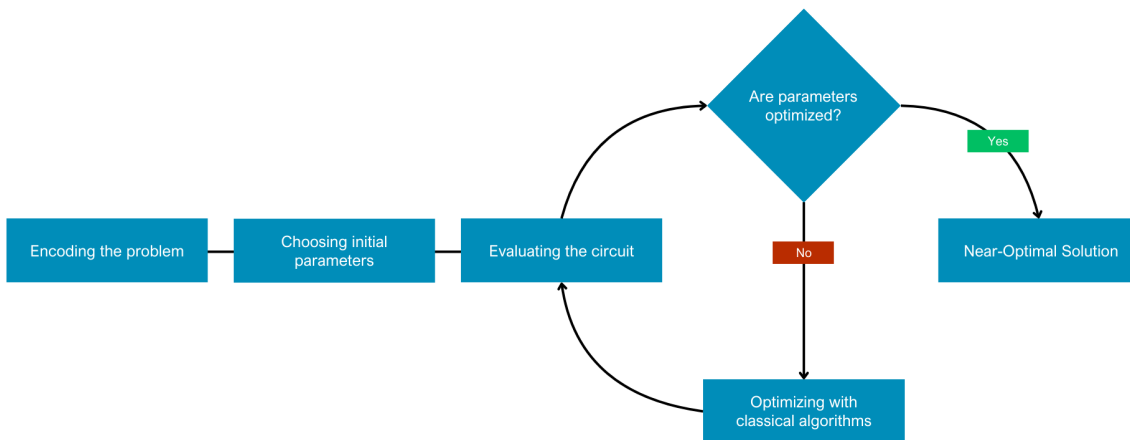 Are parameters
optimized?
Yes
Encoding the problem
Choosing initial
parameters
Evaluating the circuit
No
Near-Optimal Solution
Optimizing with
classical algorithms